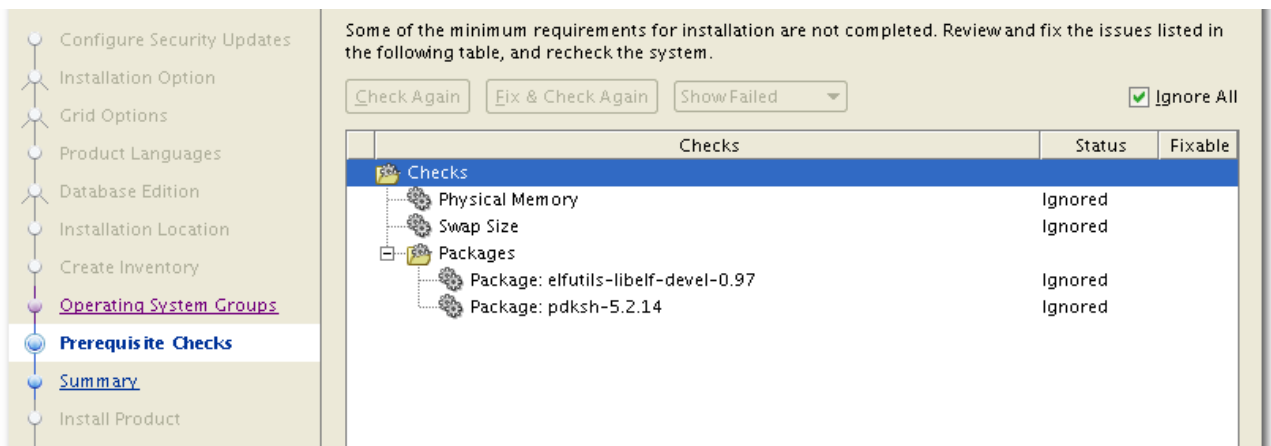 Configure Security Updates
Installation Option
Grid Options
Product Languages
Database Edition
Installation Location
Create Inventory
Operating System Groups
Prerequisite Checks
Summary
Install Product
Some of the minimum requirements for installation are not completed. Review and fix the issues listed in
the following table, and recheck the system.
Check Again Fix & Check Again Show Failed Ignore All
Checks Status Fixable
Checks
Physical Memory Ignored
Swap Size Ignored
Packages
Package: elfutils-libelf-devel-0.97 Ignored
Package: pdksh-5.2.14 Ignored